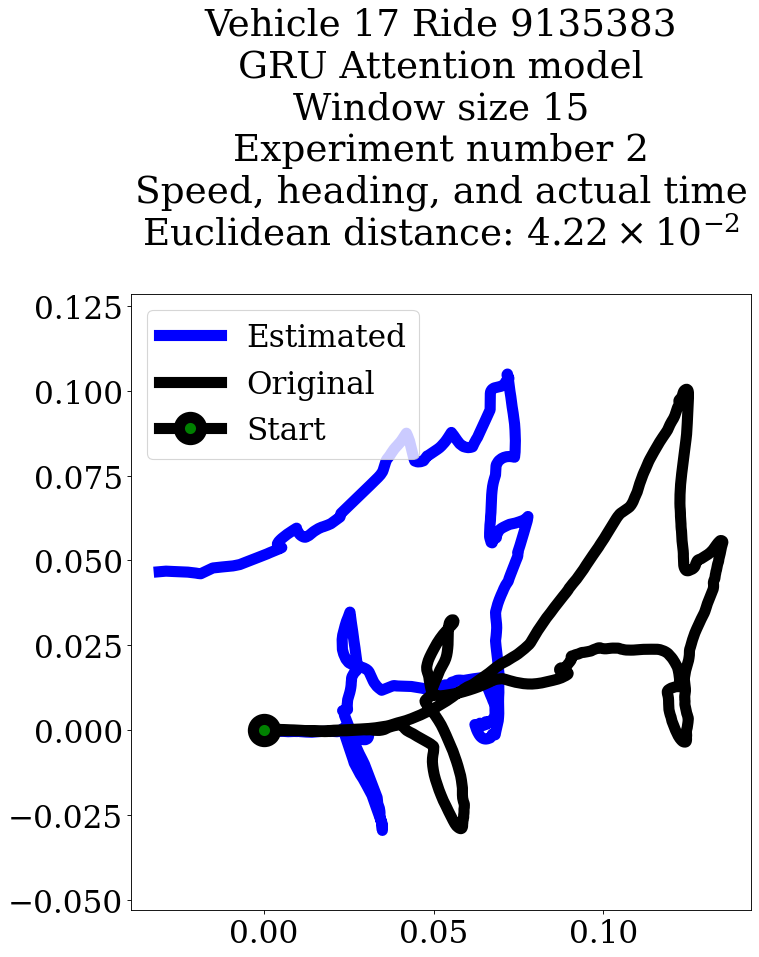 Vehicle 17 Ride 9135383
GRU Attention model
Window size 15
Experiment number 2
Speed, heading, and actual time
Euclidean distance: 4.22 × 10⁻²
0.125
Estimated
0.100
Original
Start
0.075
0.050
0.025
0.000
−0.025
−0.050
0.00 0.05 0.10